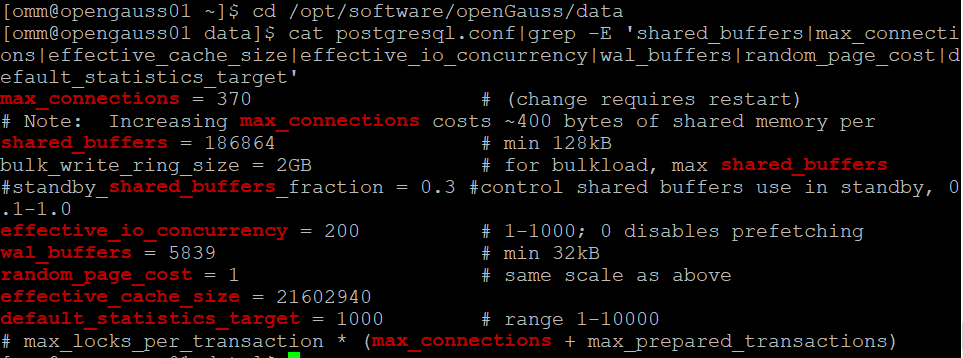 [omm@opengauss01 ~]$ cd /opt/software/openGauss/data
[omm@opengauss01 data]$ cat postgresql.conf|grep -E 'shared_buffers|max_connecti
ons|effective_cache_size|effective_io_concurrency|wal_buffers|random_page_cost|d
efault_statistics_target'
max_connections = 370                   # (change requires restart)
# Note:  Increasing max_connections costs ~400 bytes of shared memory per
shared_buffers = 186864                 # min 128kB
bulk_write_ring_size = 2GB              # for bulkload, max shared_buffers
#standby_shared_buffers_fraction = 0.3 #control shared buffers use in standby, 0
.1-1.0
effective_io_concurrency = 200          # 1-1000; 0 disables prefetching
wal_buffers = 5839                      # min 32kB
random_page_cost = 1                    # same scale as above
effective_cache_size = 21602940
default_statistics_target = 1000        # range 1-10000
# max_locks_per_transaction * (max_connections + max_prepared_transactions)